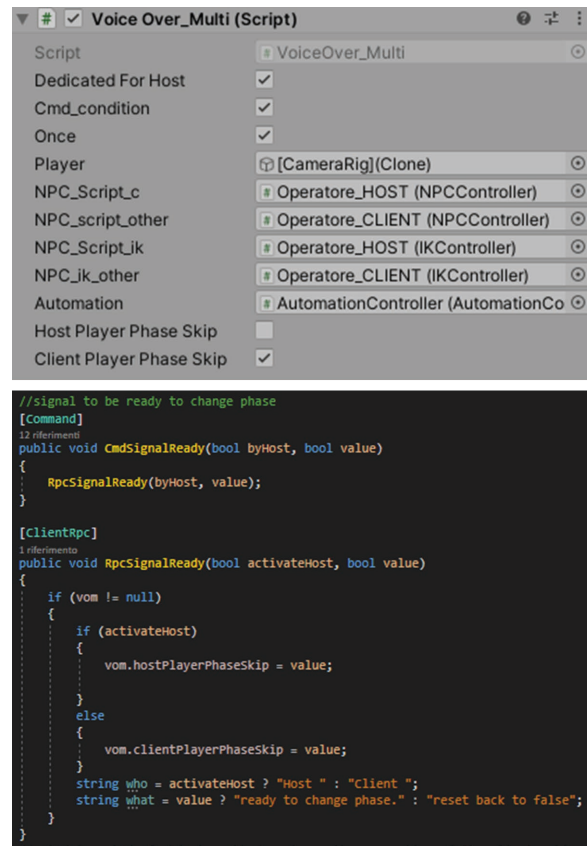 Voice Over_Multi (Script)
Script VoiceOver_Multi
Dedicated For Host
Cmd_condition
Once
Player [CameraRig](Clone)
NPC_Script_c Operatore_HOST (NPCController)
NPC_script_other Operatore_CLIENT (NPCController)
NPC_Script_ik Operatore_HOST (IKController)
NPC_ik_other Operatore_CLIENT (IKController)
Automation AutomationController (AutomationCo
Host Player Phase Skip
Client Player Phase Skip
//signal to be ready to change phase
[Command]
12 riferimenti
public void CmdSignalReady(bool byHost, bool value)
{
RpcSignalReady(byHost, value);
}
[ClientRpc]
1 riferimento
public void RpcSignalReady(bool activateHost, bool value)
{
if (vom != null)
{
if (activateHost)
{
vom.hostPlayerPhaseSkip = value;
}
else
{
vom.clientPlayerPhaseSkip = value;
}
string who = activateHost ? "Host " : "Client ";
string what = value ? "ready to change phase." : "reset back to false";
}
}